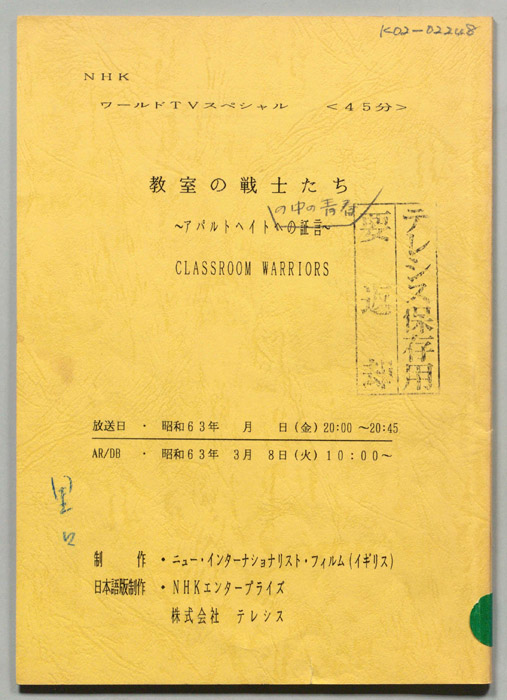 K02-02248
NHK
ワールドTVスペシャル <45分>
教室の戦士たち
の中の青春
~アパルトヘイトへの証言~
CLASSROOM WARRIORS
テレシス保存用
要返却
放送日 ・ 昭和63年 月 日(金)20:00 ~20:45
AR/DB ・ 昭和63年 3月 8日(火)10:00~
制 作 ・ニュー・インターナショナリスト・フィルム(イギリス)
日本語版制作 ・NHKエンタープライズ
株式会社 テレシス